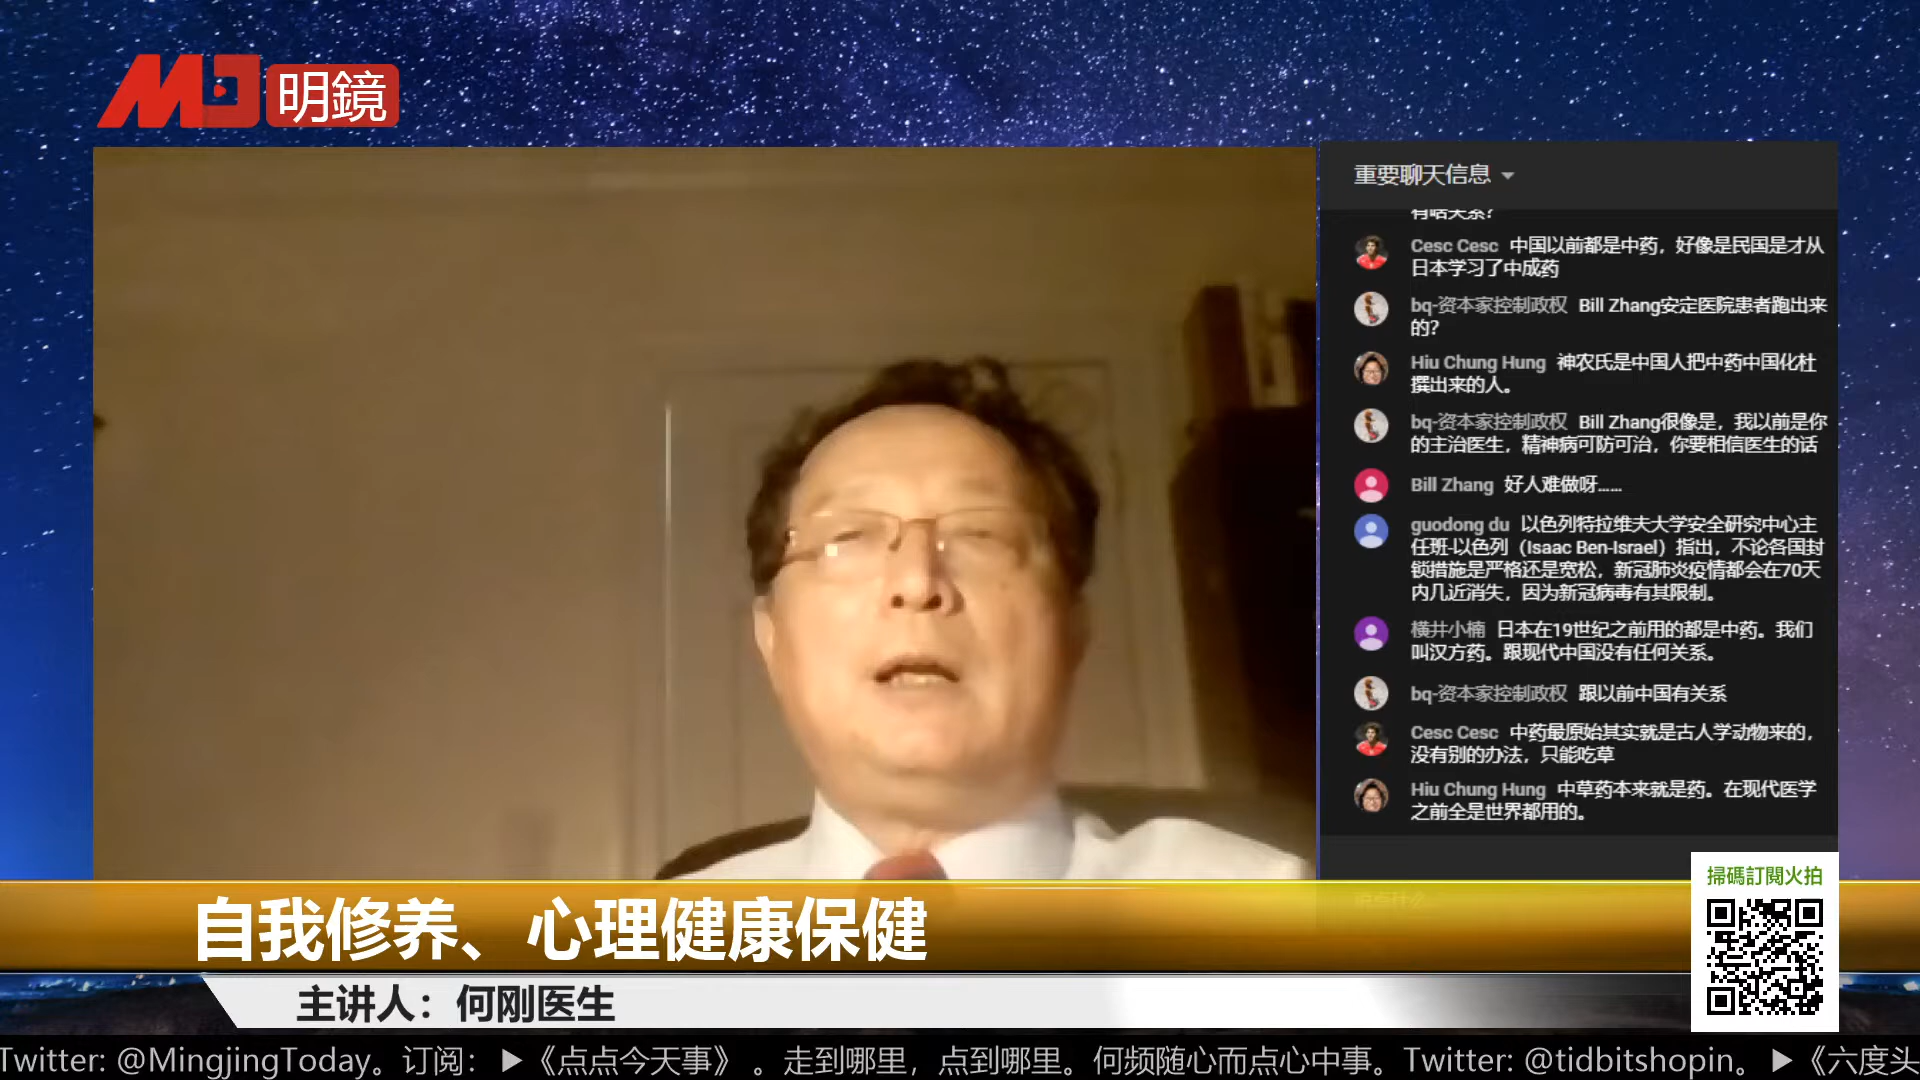 明鏡
重要聊天信息
有啥关系?
Cesc Cesc 中国以前都是中药，好像是民国是才从
日本学习了中成药
bq-资本家控制政权 Bill Zhang安定医院患者跑出来
的?
Hiu Chung Hung 神农氏是中国人把中药中国化杜
撰出来的人。
bq-资本家控制政权 Bill Zhang很像是，我以前是你
的主治医生，精神病可防可治，你要相信医生的话
Bill Zhang 好人难做呀......
guodong du 以色列特拉维夫大学安全研究中心主
任班-以色列（Isaac Ben-Israel）指出，不论各国封
锁措施是严格还是宽松，新冠肺炎疫情都会在70天
内几近消失，因为新冠病毒有其限制。
横井小楠 日本在19世纪之前用的都是中药。我们
叫汉方药。跟现代中国没有任何关系。
bq-资本家控制政权 跟以前中国有关系
Cesc Cesc 中药最原始其实就是古人学动物来的，
没有别的办法，只能吃草
Hiu Chung Hung 中草药本来就是药。在现代医学
之前全是世界都用的。
掃碼訂閱火拍
自我修养、心理健康保健
主讲人：何刚医生
Twitter: @MingjingToday。订阅：▶《点点今天事》。走到哪里，点到哪里。何频随心而点心中事。Twitter: @tidbitshopin。▶《六度头